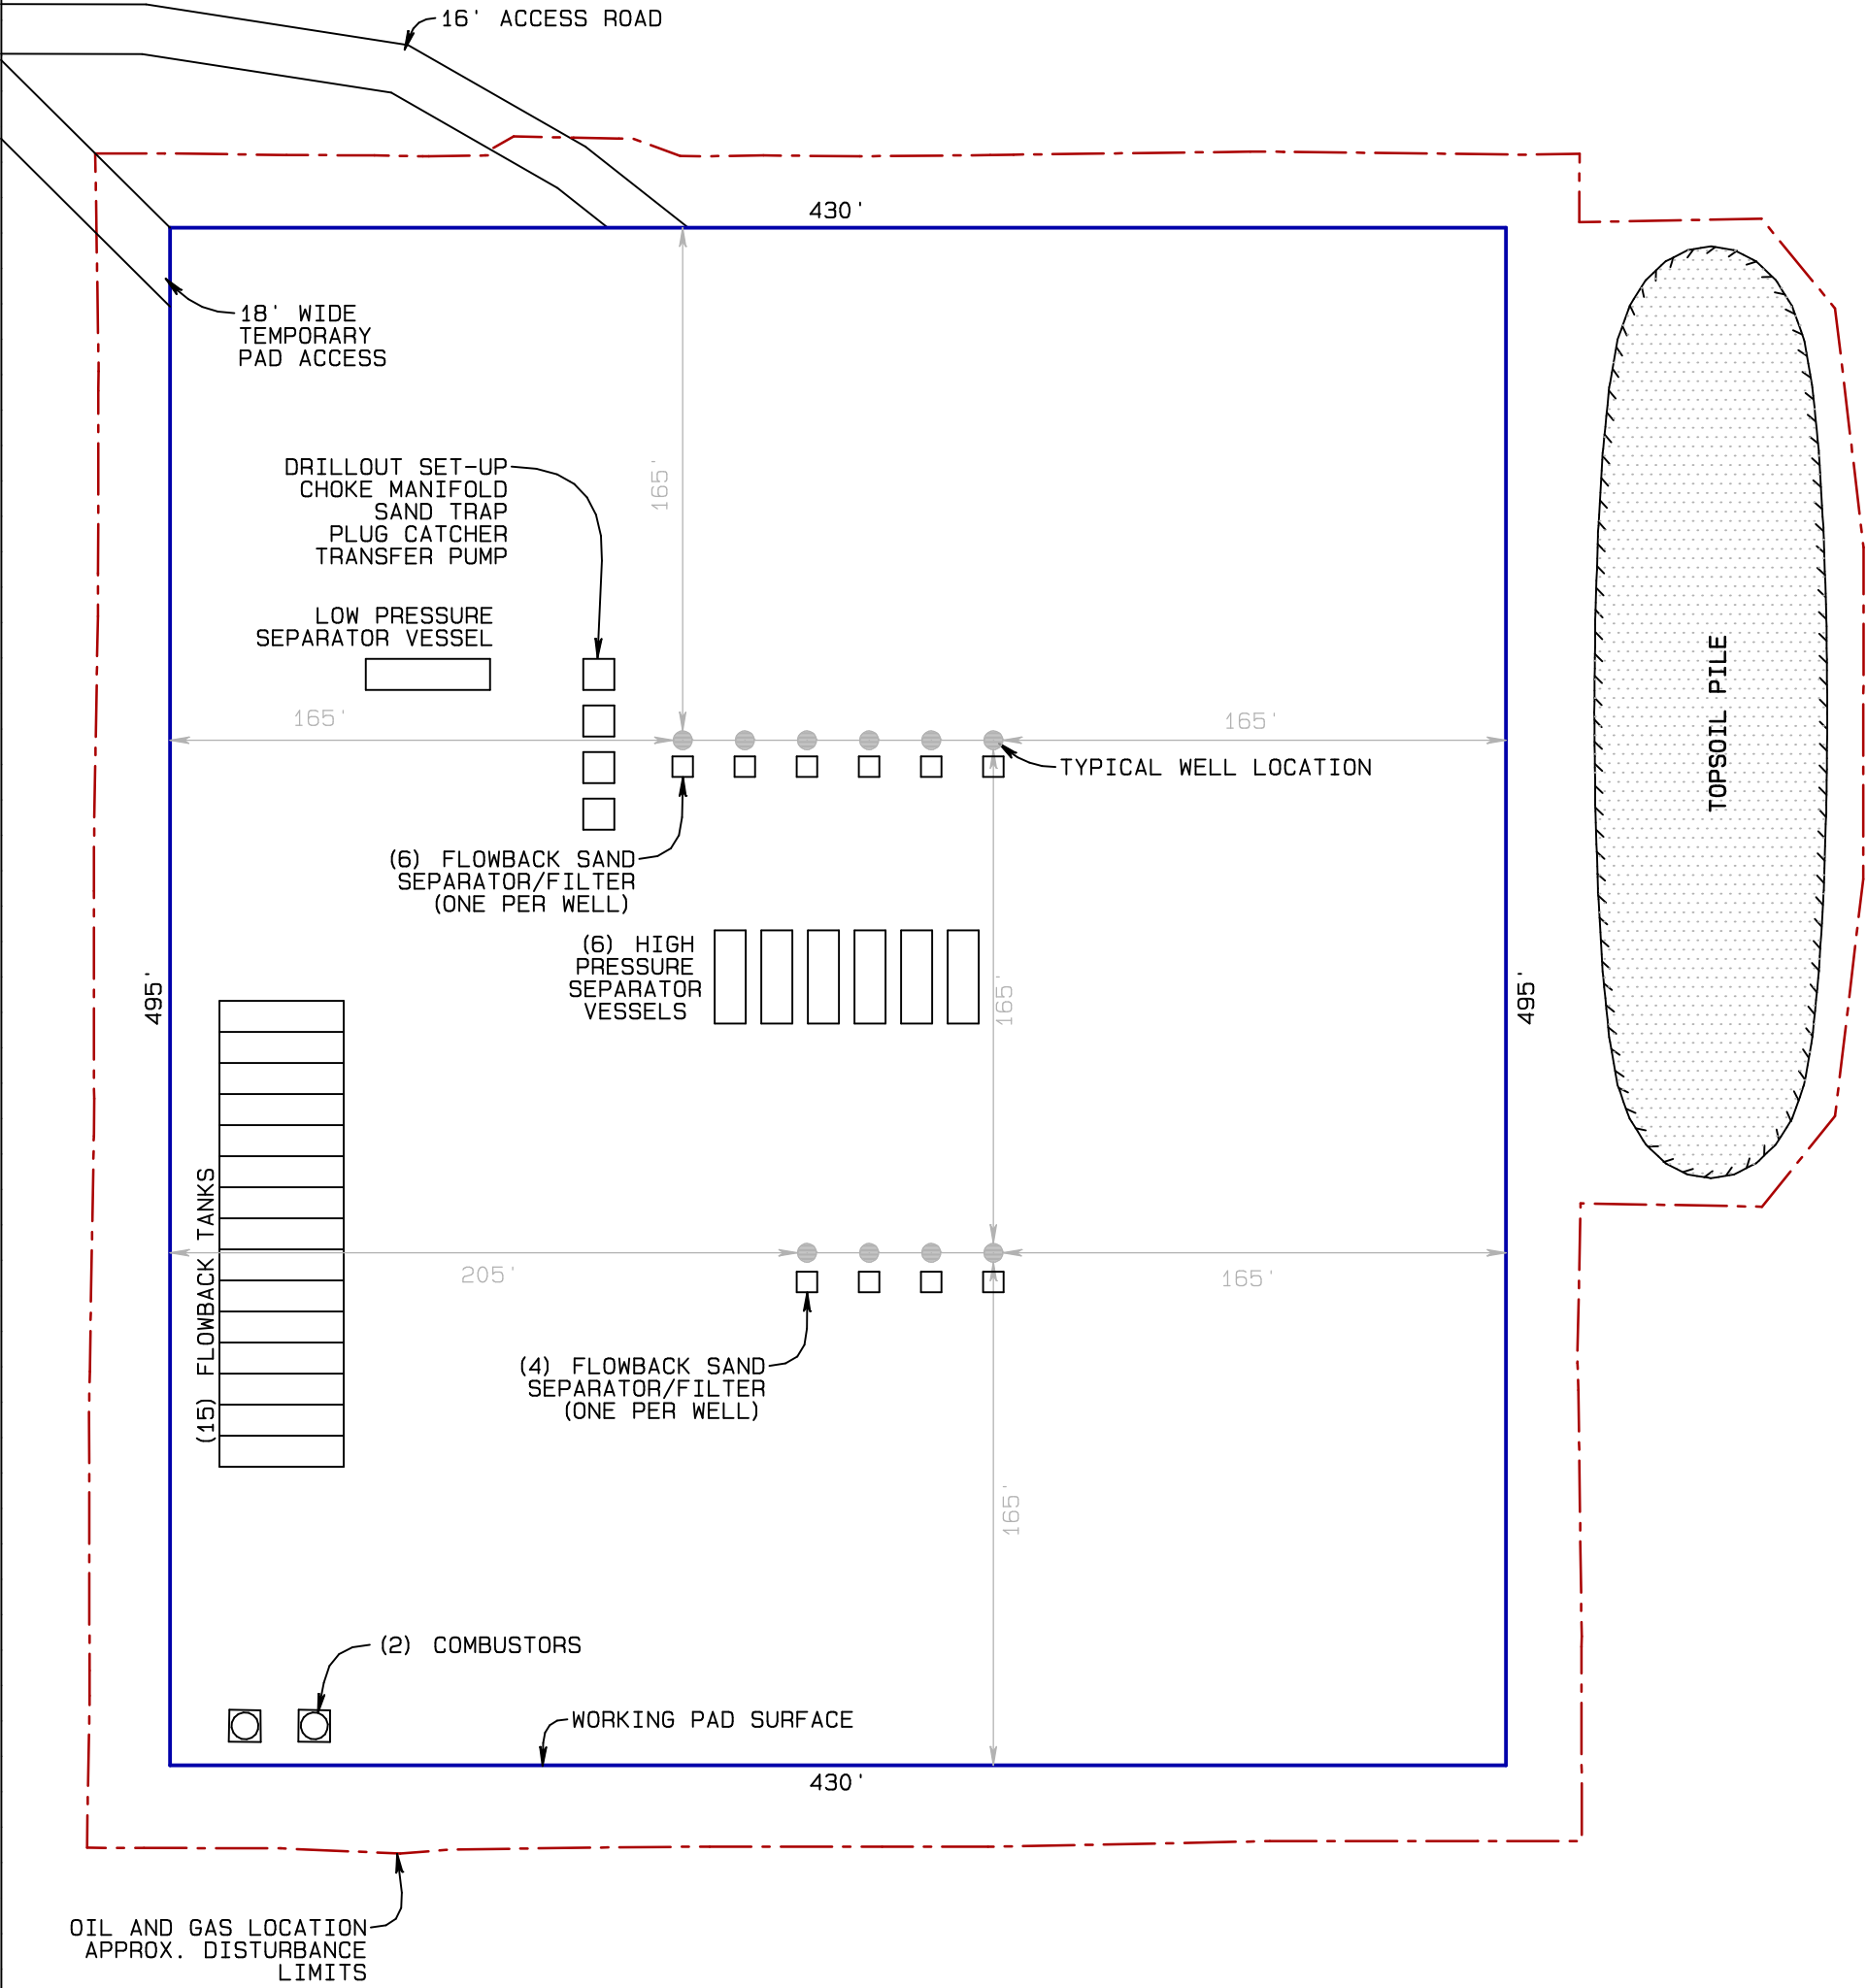 16' ACCESS ROAD
430'
18' WIDE
TEMPORARY
PAD ACCESS
DRILLOUT SET-UP
CHOKE MANIFOLD
SAND TRAP
PLUG CATCHER
TRANSFER PUMP
165'
LOW PRESSURE
SEPARATOR VESSEL
165'
165'
TYPICAL WELL LOCATION
TOPSOIL PILE
(6) FLOWBACK SAND
SEPARATOR/FILTER
(ONE PER WELL)
(6) HIGH
PRESSURE
SEPARATOR
VESSELS
495'
165'
495'
(15) FLOWBACK TANKS
205'
165'
(4) FLOWBACK SAND
SEPARATOR/FILTER
(ONE PER WELL)
165'
(2) COMBUSTORS
WORKING PAD SURFACE
430'
OIL AND GAS LOCATION
APPROX. DISTURBANCE
LIMITS